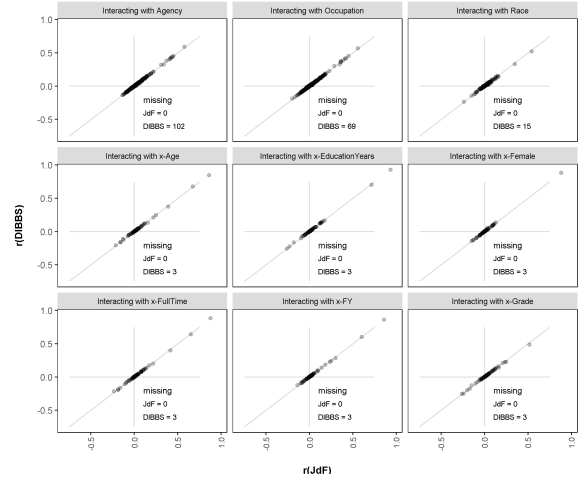 Interacting with Agency
Interacting with Occupation
Interacting with Race
1.0
0.5
0.0
-0.5
missing
JdF = 0
DIBBS = 102
missing
JdF = 0
DIBBS = 69
missing
JdF = 0
DIBBS = 15
Interacting with x-Age
Interacting with x-EducationYears
Interacting with x-Female
1.0
0.5
0.0
-0.5
missing
JdF = 0
DIBBS = 3
missing
JdF = 0
DIBBS = 3
missing
JdF = 0
DIBBS = 3
r(DIBBS)
Interacting with x-FullTime
Interacting with x-FY
Interacting with x-Grade
1.0
0.5
0.0
-0.5
missing
JdF = 0
DIBBS = 3
missing
JdF = 0
DIBBS = 3
missing
JdF = 0
DIBBS = 3
-0.5
0.0
0.5
1.0
-0.5
0.0
0.5
1.0
-0.5
0.0
0.5
1.0
r(JdF)